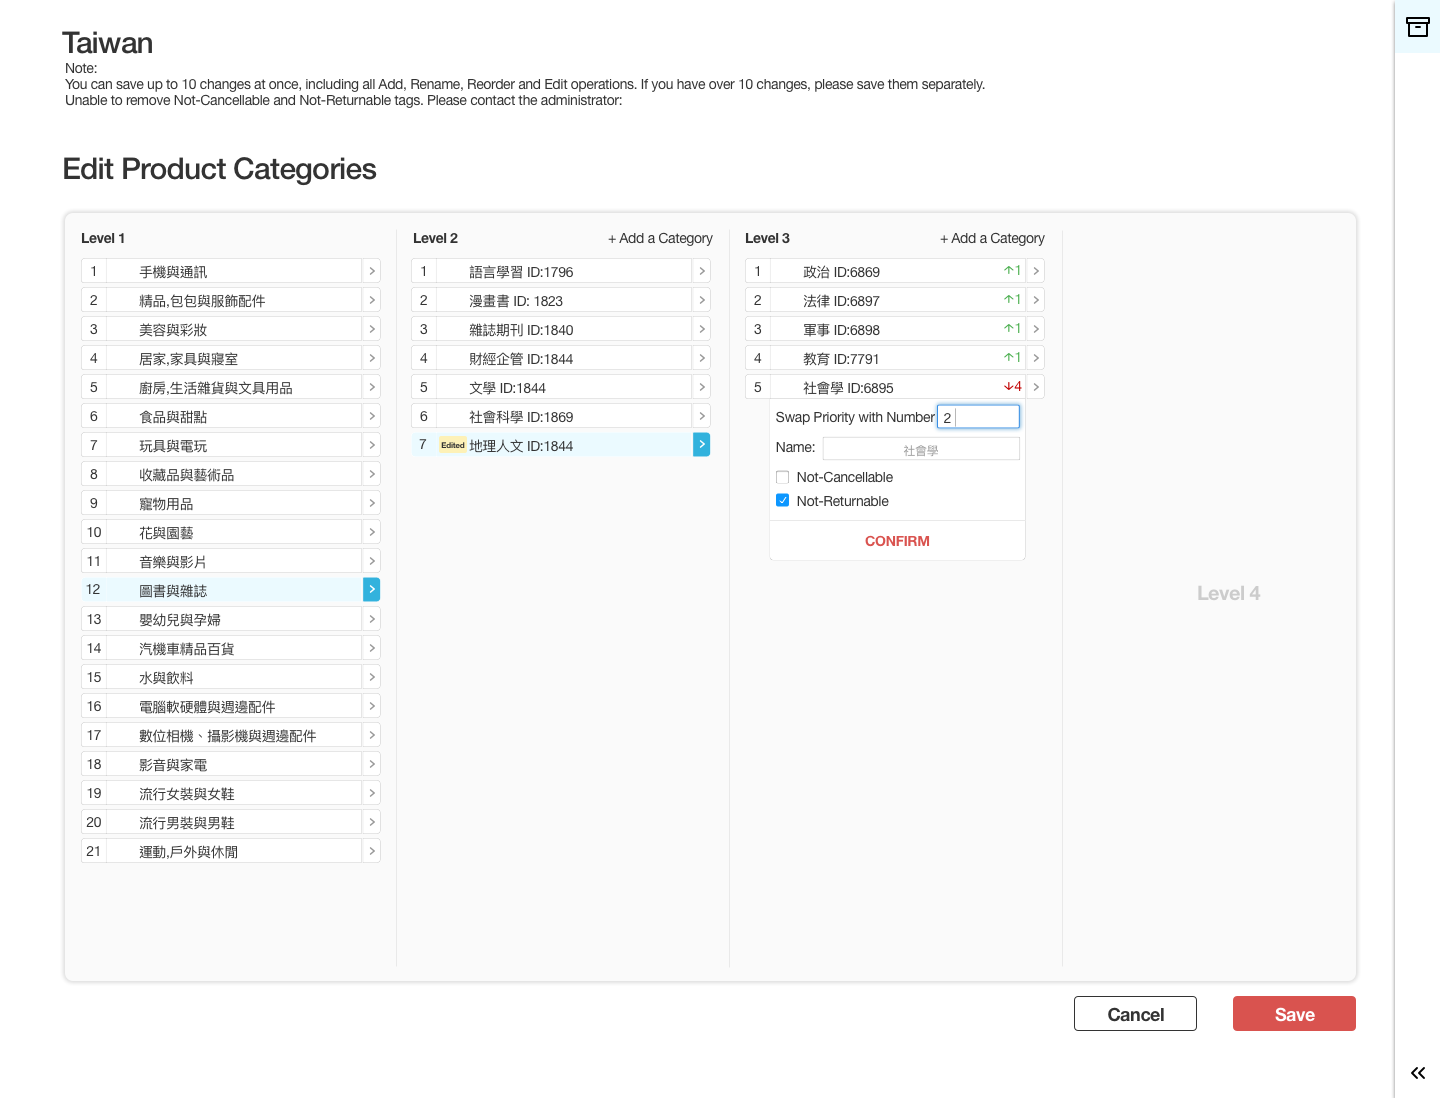 Taiwan
Note:
You can save up to 10 changes at once, including all Add, Rename, Reorder and Edit operations. If you have over 10 changes, please save them separately.
Unable to remove Not-Cancellable and Not-Returnable tags. Please contact the administrator:
Edit Product Categories
Level 1
1 手機與通訊
2 精品,包包與服飾配件
3 美容與彩妝
4 居家,家具與寢室
5 廚房,生活雜貨與文具用品
6 食品與甜點
7 玩具與電玩
8 收藏品與藝術品
9 寵物用品
10 花與園藝
11 音樂與影片
12 圖書與雜誌
13 嬰幼兒與孕婦
14 汽機車精品百貨
15 水與飲料
16 電腦軟硬體與週邊配件
17 數位相機、攝影機與週邊配件
18 影音與家電
19 流行女裝與女鞋
20 流行男裝與男鞋
21 運動,戶外與休閒
Level 2 + Add a Category
1 語言學習 ID:1796
2 漫畫書 ID: 1823
3 雜誌期刊 ID:1840
4 財經企管 ID:1844
5 文學 ID:1844
6 社會科學 ID:1869
7 Edited 地理人文 ID:1844
Level 3 + Add a Category
1 政治 ID:6869 ↑1
2 法律 ID:6897 ↑1
3 軍事 ID:6898 ↑1
4 教育 ID:7791 ↑1
5 社會學 ID:6895 ↓4
Swap Priority with Number 2
Name: 社會學
Not-Cancellable
Not-Returnable
CONFIRM
Level 4
Cancel Save